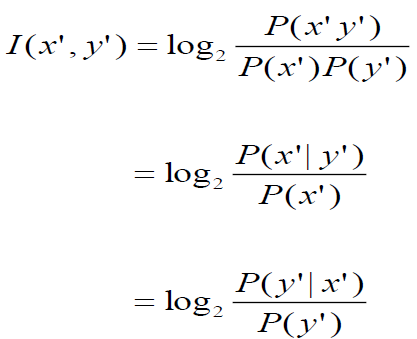 I(x', y') = log₂ P(x' y') / P(x')P(y')
= log₂ P(x'| y') / P(x')
= log₂ P(y'| x') / P(y')